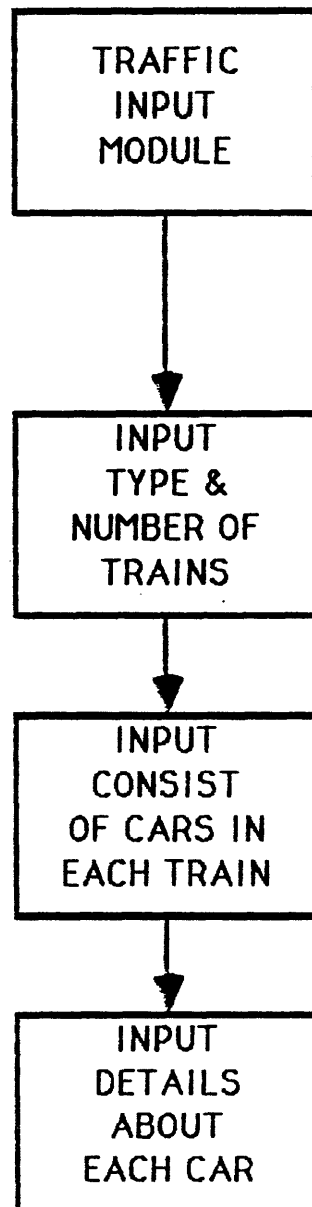 TRAFFIC
INPUT
MODULE
INPUT
TYPE &
NUMBER OF
TRAINS
INPUT
CONSIST
OF CARS IN
EACH TRAIN
INPUT
DETAILS
ABOUT
EACH CAR